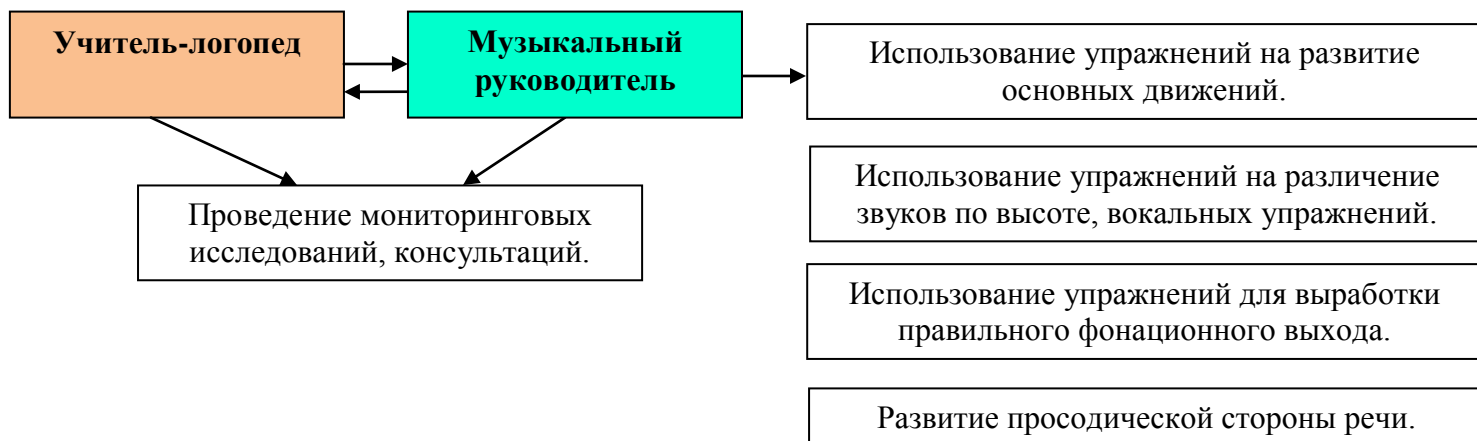 Учитель-логопед
Музыкальный
руководитель
Использование упражнений на развитие
основных движений.
Использование упражнений на различение
звуков по высоте, вокальных упражнений.
Проведение мониторинговых
исследований, консультаций.
Использование упражнений для выработки
правильного фонационного выхода.
Развитие просодической стороны речи.